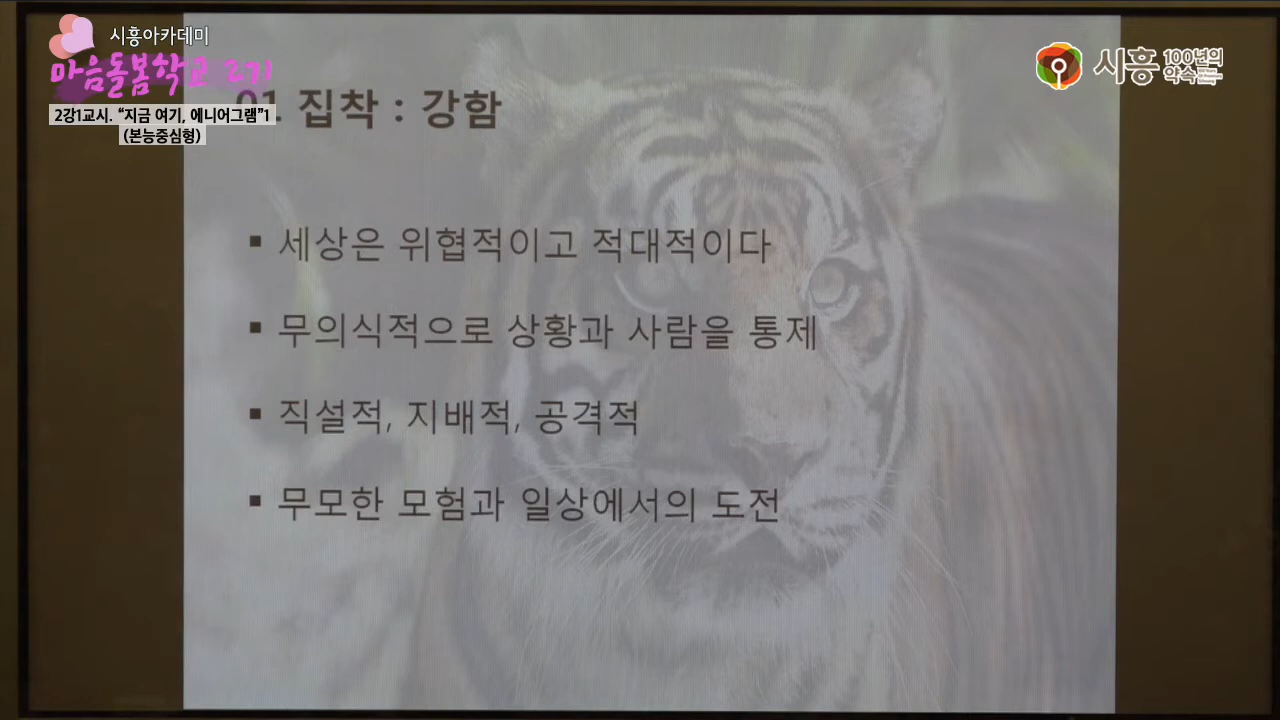 시흥아카데미
마음돌봄학교 2기
2강1교시. “지금 여기, 에니어그램”1
(본능중심형)
시흥 100년의
약속
01. 집착 : 강함
▪ 세상은 위협적이고 적대적이다
▪ 무의식적으로 상황과 사람을 통제
▪ 직설적, 지배적, 공격적
▪ 무모한 모험과 일상에서의 도전